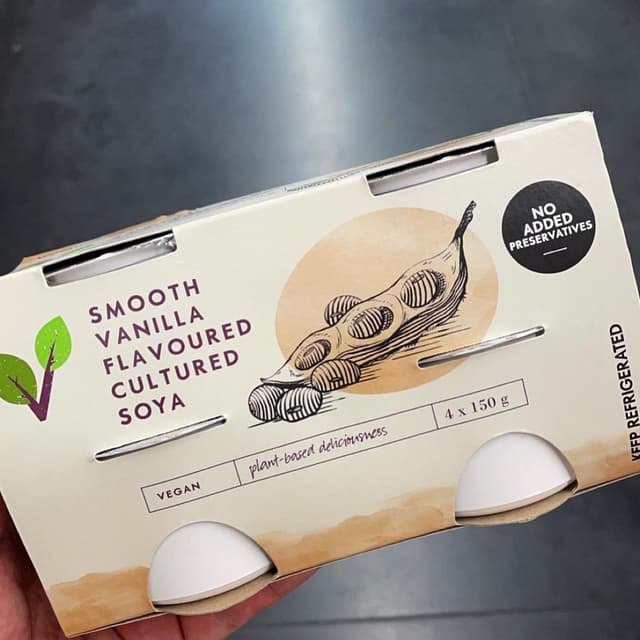 SMOOTH
VANILLA
FLAVOURED
CULTURED
SOYA
NO
ADDED
PRESERVATIVES
VEGAN
plant-based deliciousness
4 x 150 g
KEEP REFRIGERATED